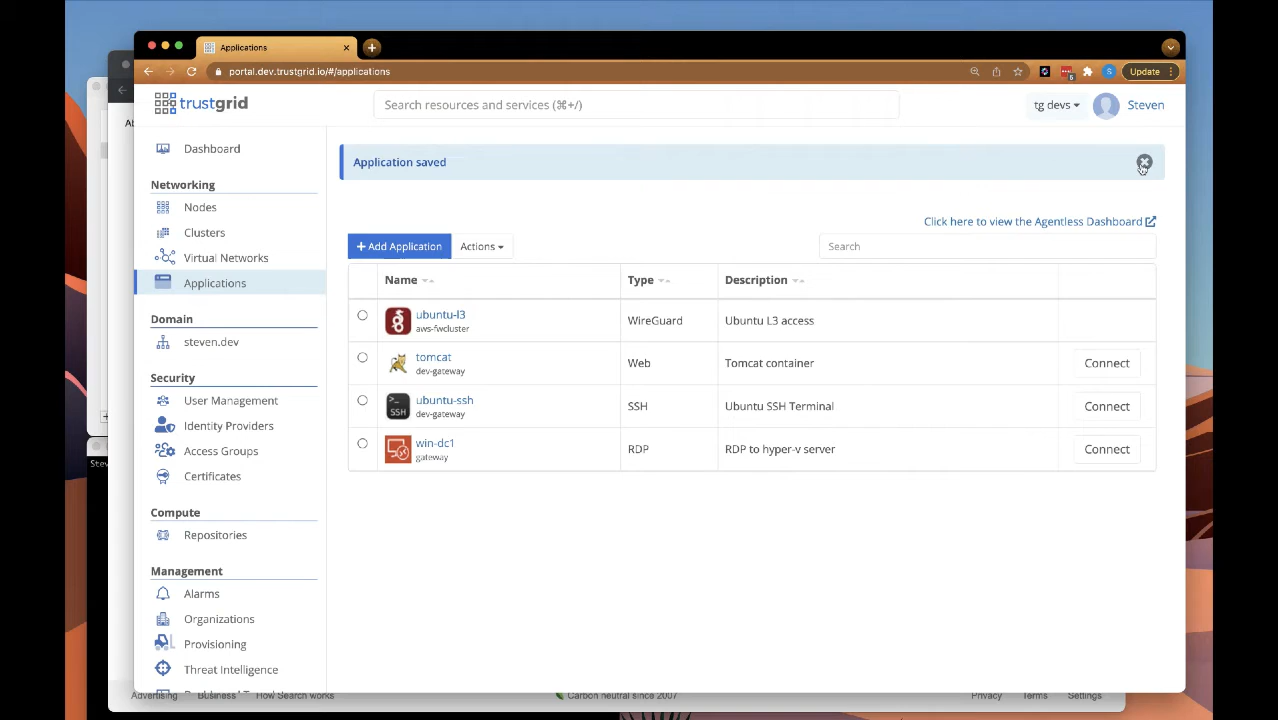 Applications
portal.dev.trustgrid.io/#/applications
5
S
Update
trustgrid
Search resources and services (⌘+/)
tg devs
Steven
Dashboard
Networking
Nodes
Clusters
Virtual Networks
Applications
Domain
steven.dev
Security
User Management
Identity Providers
Access Groups
Certificates
Compute
Repositories
Management
Alarms
Organizations
Provisioning
Threat Intelligence
Application saved
Click here to view the Agentless Dashboard
+ Add Application
Actions
Search
Name Type Description
ubuntu-l3 WireGuard Ubuntu L3 access
aws-fwcluster
tomcat Web Tomcat container Connect
dev-gateway
SSH ubuntu-ssh SSH Ubuntu SSH Terminal Connect
dev-gateway
win-dc1 RDP RDP to hyper-v server Connect
gateway
Ab
Stev
Advertising Business How Search works Carbon neutral since 2007 Privacy Terms Settings